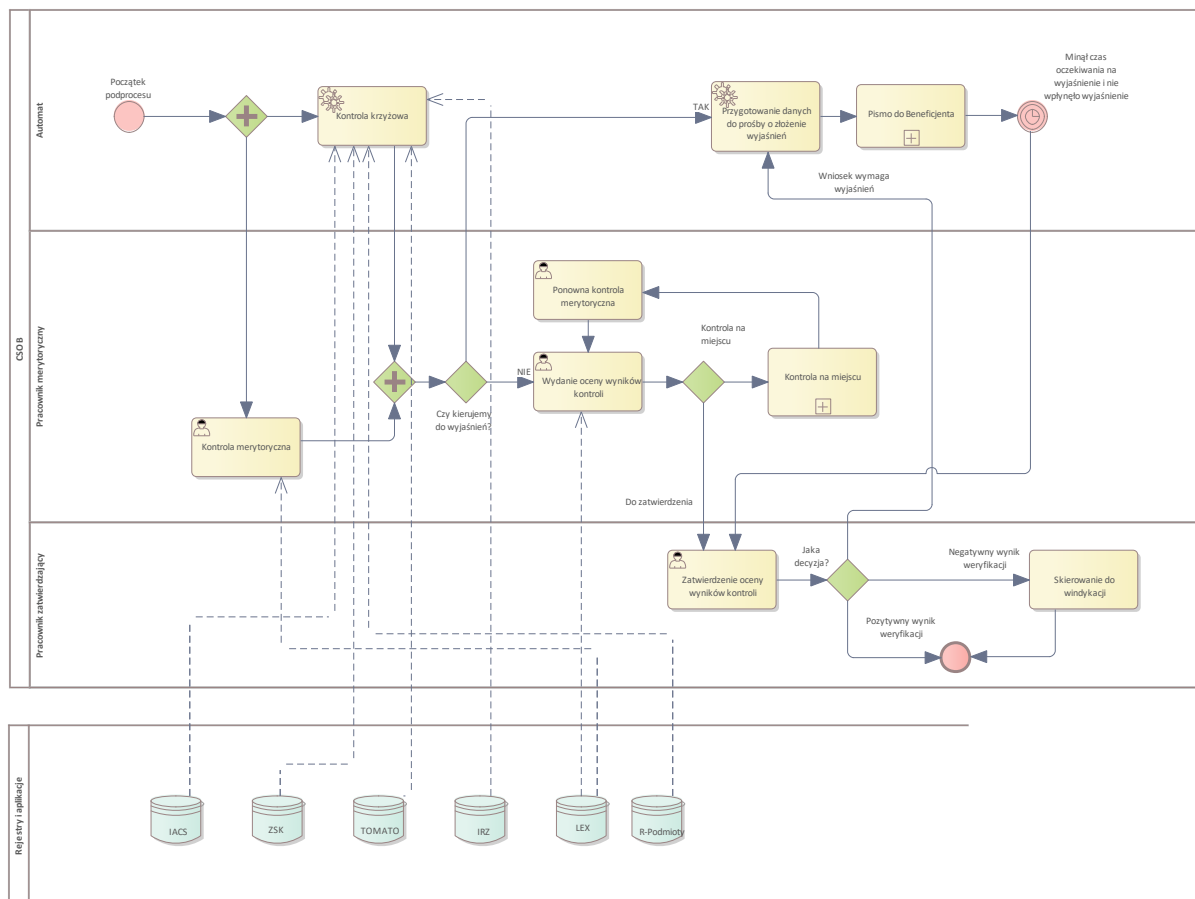 CSOB
Automat
Początek
podprocesu
Kontrola krzyżowa
TAK
Przygotowanie danych
do prośby o złożenie
wyjaśnień
Pismo do Beneficjenta
Minął czas
oczekiwania na
wyjaśnienie i nie
wpłynęło wyjaśnienie
Wniosek wymaga
wyjaśnień
Pracownik merytoryczny
Ponowna kontrola
merytoryczna
Kontrola na
miejscu
NIE
Wydanie oceny wyników
kontroli
Kontrola na miejscu
Czy kierujemy
do wyjaśnień?
Kontrola merytoryczna
Do zatwierdzenia
Pracownik zatwierdzający
Zatwierdzenie oceny
wyników kontroli
Jaka
decyzja?
Negatywny wynik
weryfikacji
Skierowanie do
windykacji
Pozytywny wynik
weryfikacji
Rejestry i aplikacje
IACS
ZSK
TOMATO
IRZ
LEX
R-Podmioty